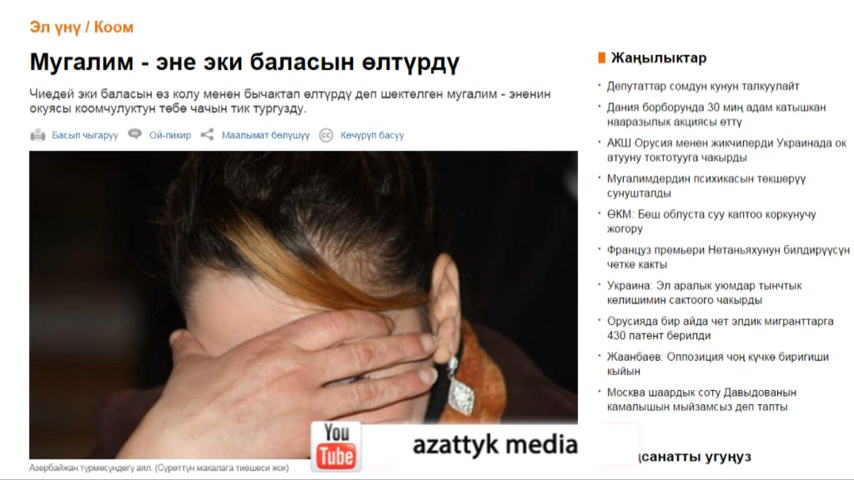 Эл үнү / Коом
Мугалим - эне эки баласын өлтүрдү
Чиедей эки баласын өз колу менен бычактап өлтүрдү деп шектелген мугалим - эненин
окуясы коомчулуктун төбө чачын тик тургузду.
Басып чыгаруу
Ой-пикир
Маалымат бөлүшүү
cc
Көчүрүп басуу
Азербайжан түрмөсүндөгү аял. (Сүрөттүн макалага тиешеси жок)
You
Tube
azattyk media
Жаңылыктар
Депутаттар сомдун кунун талкуулайт
Дания борборунда 30 миң адам катышкан
нааразылык акциясы өттү
АКШ Орусия менен жикчилерди Украинада ок
атууну токтотууга чакырды
Мугалимдердин психикасын текшерүү
сунушталды
ӨКМ: Беш облуста суу каптоо коркунучу
жогору
Француз премьери Нетаньяхунун билдирүүсүн
четке какты
Украина: Эл аралык уюмдар тынчтык
келишимин сактоого чакырды
Орусияда бир айда чет элдик мигранттарга
430 патент берилди
Жаанбаев: Оппозиция чоң күчкө биригиши
кыйын
Москва шаардык соту Давыдованын
камалышын мыйзамсыз деп тапты
угуңуз